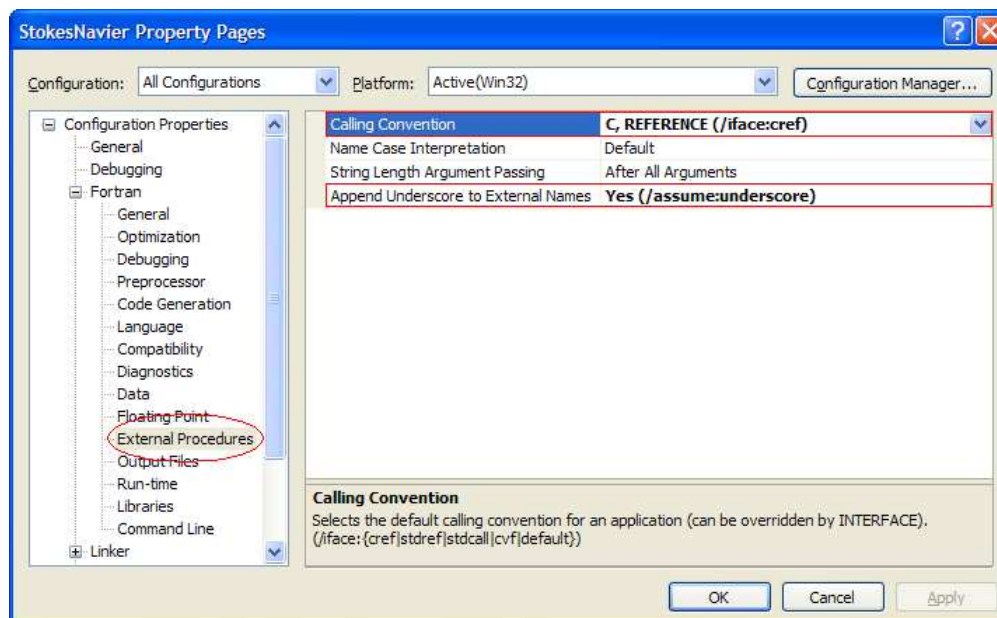 StokesNavier Property Pages
Configuration: All Configurations Platform: Active(Win32) Configuration Manager...
Configuration Properties
General
Debugging
Fortran
General
Optimization
Debugging
Preprocessor
Code Generation
Language
Compatibility
Diagnostics
Data
Floating Point
External Procedures
Output Files
Run-time
Libraries
Command Line
Linker
Calling Convention C, REFERENCE (/iface:cref)
Name Case Interpretation Default
String Length Argument Passing After All Arguments
Append Underscore to External Names Yes (/assume:underscore)
Calling Convention
Selects the default calling convention for an application (can be overridden by INTERFACE).
(/iface:{cref|stdref|stdcall|cvf|default})
OK Cancel Apply